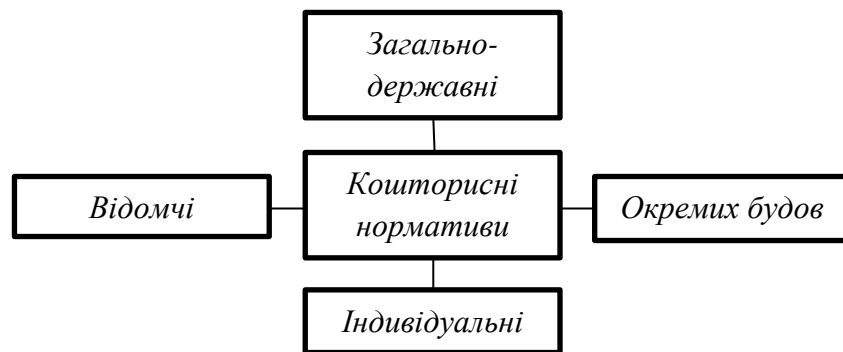 Загально-
державні
Відомчі
Кошторисні
нормативи
Окремих будов
Індивідуальні